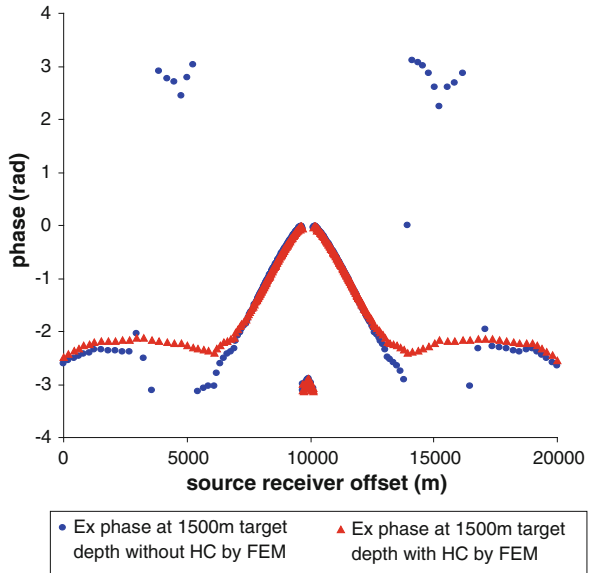 4
3
2
1
0
-1
-2
-3
-4
phase (rad)
0
5000
10000
15000
20000
source receiver offset (m)
Ex phase at 1500m target
depth without HC by FEM
Ex phase at 1500m target
depth with HC by FEM